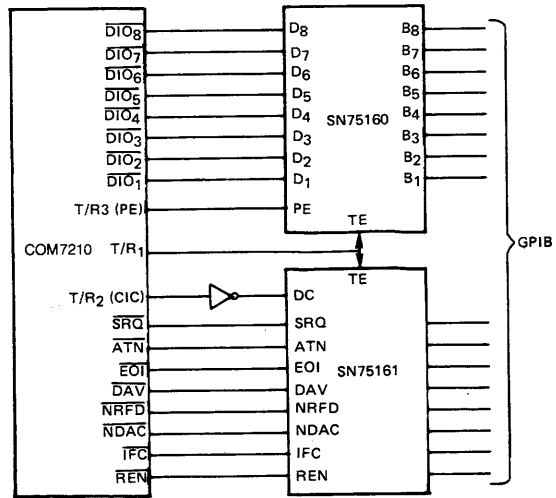 DIO8 D8 B8
DIO7 D7 B7
DIO6 D6 B6
DIO5 D5 B5
DIO4 D4 SN75160 B4
DIO3 D3 B3
DIO2 D2 B2
DIO1 D1 B1
T/R3 (PE) PE
TE
COM7210 T/R1 GPIB
TE
T/R2 (CIC) DC
SRQ SRQ
ATN ATN
EOI EOI SN75161
DAV DAV
NRFD NRFD
NDAC NDAC
IFC IFC
REN REN